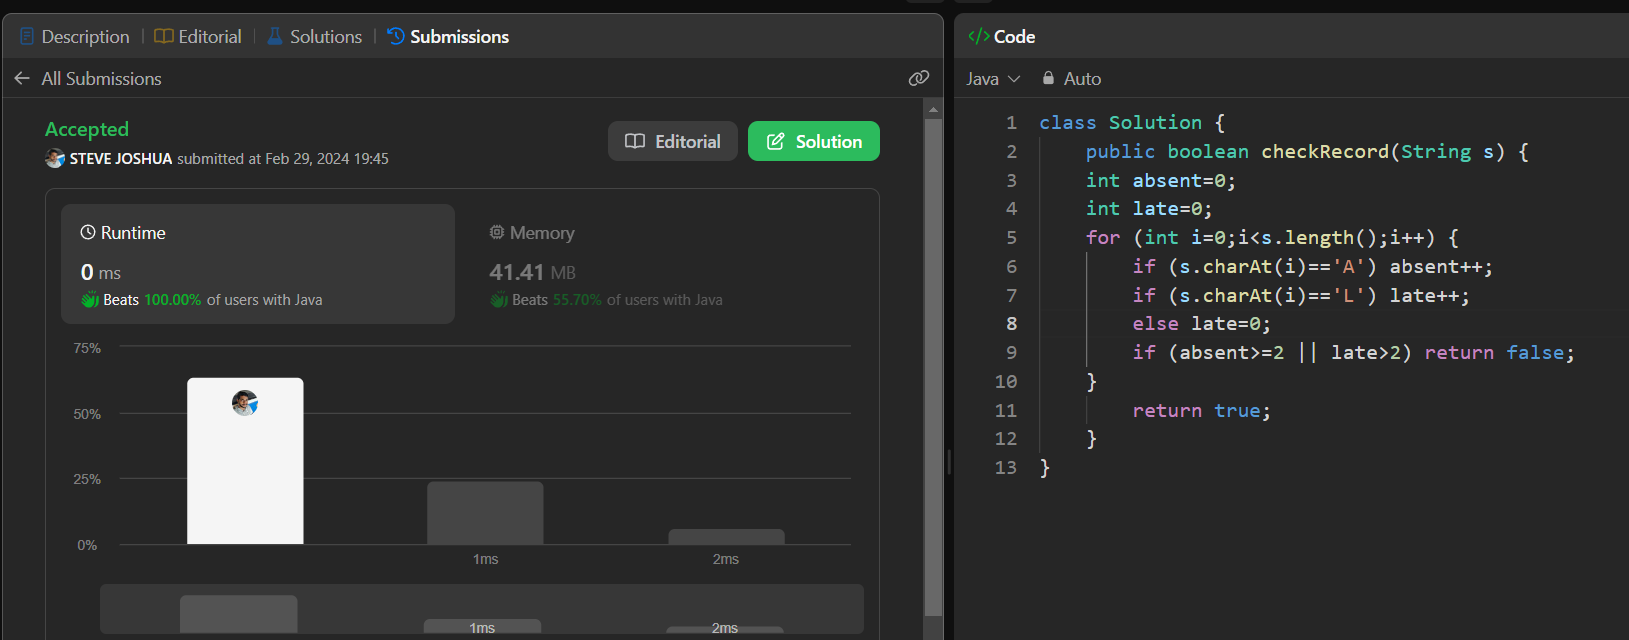 Description | Editorial | Solutions | Submissions
All Submissions
Accepted
STEVE JOSHUA submitted at Feb 29, 2024 19:45
Editorial
Solution
Runtime
0 ms
Beats 100.00% of users with Java
Memory
41.41 MB
Beats 55.70% of users with Java
75%
50%
25%
0%
1ms 2ms
1ms 2ms
</> Code
Java Auto
1 class Solution {
2     public boolean checkRecord(String s) {
3     int absent=0;
4     int late=0;
5     for (int i=0;i<s.length();i++) {
6         if (s.charAt(i)=='A') absent++;
7         if (s.charAt(i)=='L') late++;
8         else late=0;
9         if (absent>=2 || late>2) return false;
10     }
11         return true;
12     }
13 }